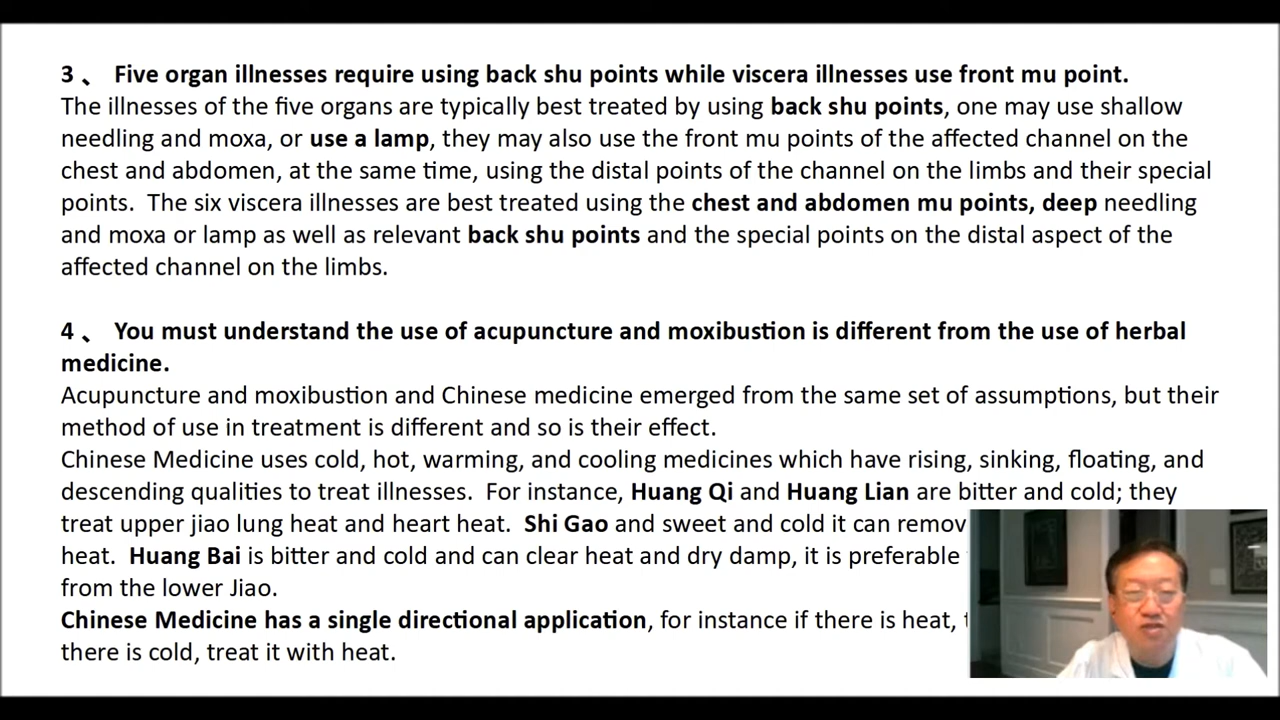 3 、 Five organ illnesses require using back shu points while viscera illnesses use front mu point.
The illnesses of the five organs are typically best treated by using back shu points, one may use shallow
needling and moxa, or use a lamp, they may also use the front mu points of the affected channel on the
chest and abdomen, at the same time, using the distal points of the channel on the limbs and their special
points. The six viscera illnesses are best treated using the chest and abdomen mu points, deep needling
and moxa or lamp as well as relevant back shu points and the special points on the distal aspect of the
affected channel on the limbs.
4 、 You must understand the use of acupuncture and moxibustion is different from the use of herbal
medicine.
Acupuncture and moxibustion and Chinese medicine emerged from the same set of assumptions, but their
method of use in treatment is different and so is their effect.
Chinese Medicine uses cold, hot, warming, and cooling medicines which have rising, sinking, floating, and
descending qualities to treat illnesses. For instance, Huang Qi and Huang Lian are bitter and cold; they
treat upper jiao lung heat and heart heat. Shi Gao and sweet and cold it can remov
heat. Huang Bai is bitter and cold and can clear heat and dry damp, it is preferable
from the lower Jiao.
Chinese Medicine has a single directional application, for instance if there is heat,
there is cold, treat it with heat.